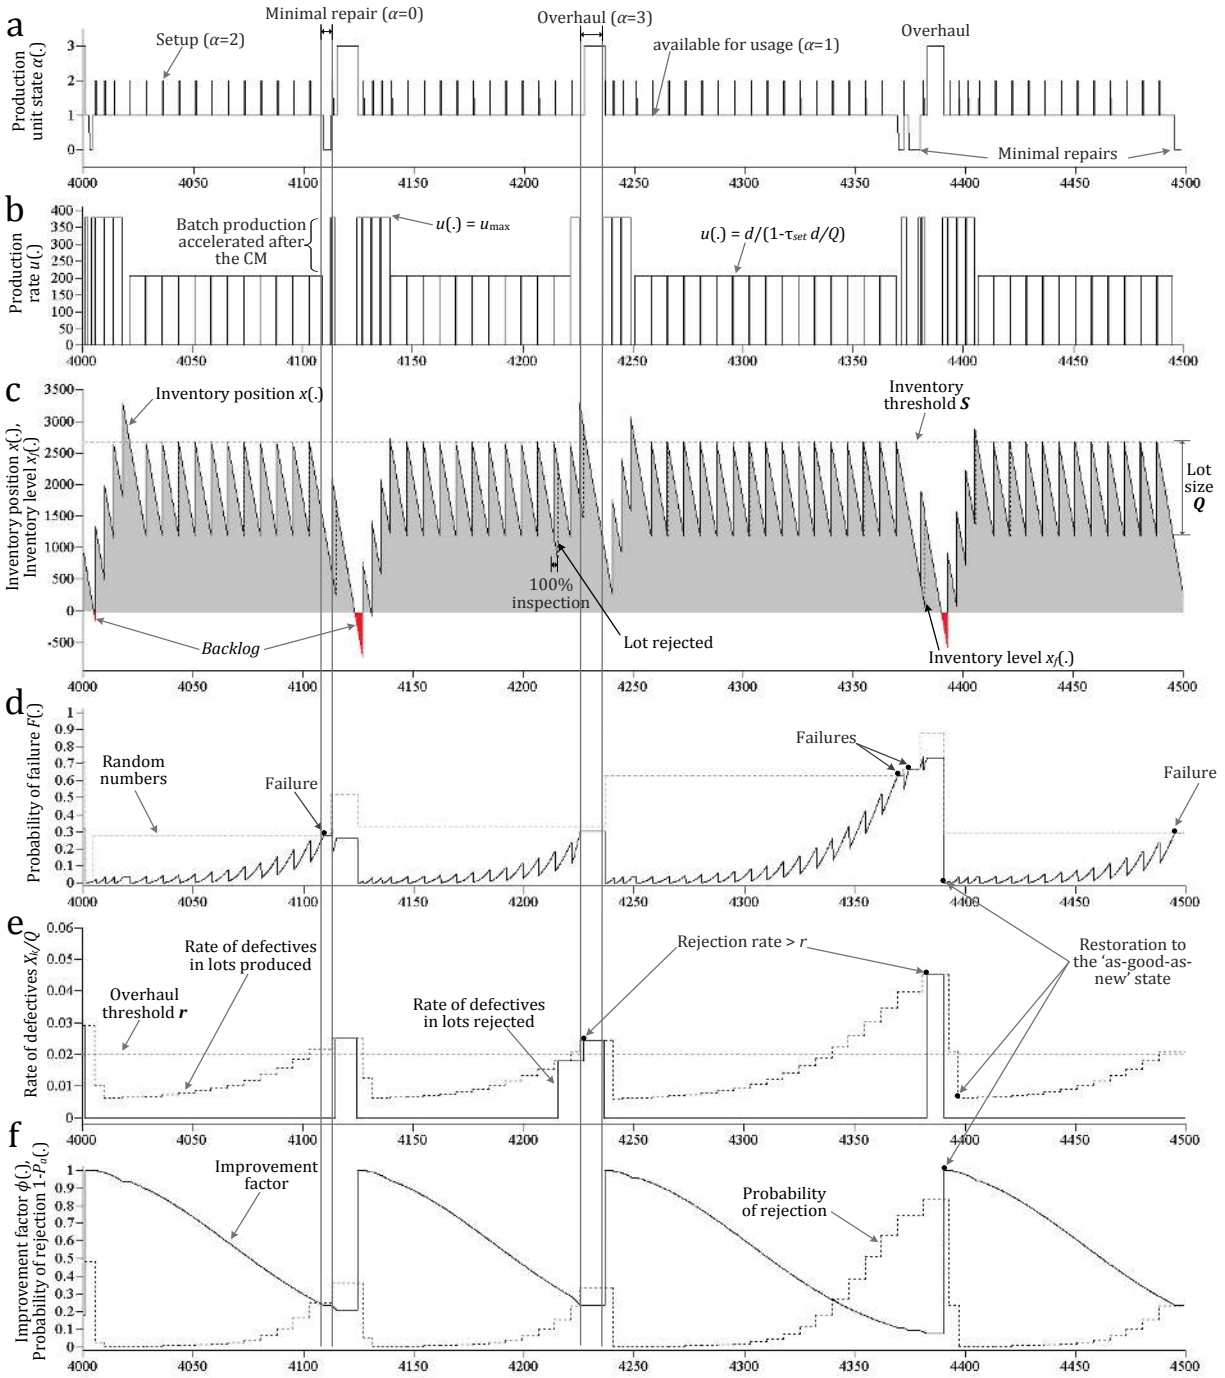 a
Minimal repair (α=0)
Overhaul (α=3)
Setup (α=2)
available for usage (α=1)
Overhaul
Minimal repairs
Production
unit state α(.)
3
2
1
0
4000 4050 4100 4150 4200 4250 4300 4350 4400 4450 4500
b
Batch production
accelerated after
the CM
u(.) = umax
u(.) = d/(1-τset d/Q)
Production
rate u(.)
400
350
300
250
200
150
100
50
0
4000 4050 4100 4150 4200 4250 4300 4350 4400 4450 4500
c
Inventory position x(.)
Inventory
threshold S
Lot
size
Q
100%
inspection
Lot rejected
Backlog
Inventory level xf(.)
Inventory position x(.),
Inventory level xf(.)
3500
3000
2500
2000
1500
1000
500
0
-500
4000 4050 4100 4150 4200 4250 4300 4350 4400 4450 4500
d
Random
numbers
Failure
Failures
Failure
Probability of failure F(.)
1
0.9
0.8
0.7
0.6
0.5
0.4
0.3
0.2
0.1
0
4000 4050 4100 4150 4200 4250 4300 4350 4400 4450 4500
e
Rate of defectives
in lots produced
Overhaul
threshold r
Rate of defectives
in lots rejected
Rejection rate > r
Restoration to
the ‘as-good-as-
new’ state
Rate of defectives Xk/Q
0.06
0.05
0.04
0.03
0.02
0.01
0
4000 4050 4100 4150 4200 4250 4300 4350 4400 4450 4500
f
Improvement
factor
Probability
of rejection
Improvement factor ϕ(.),
Probability of rejection 1-Pa(.)
1
0.9
0.8
0.7
0.6
0.5
0.4
0.3
0.2
0.1
0
4000 4050 4100 4150 4200 4250 4300 4350 4400 4450 4500